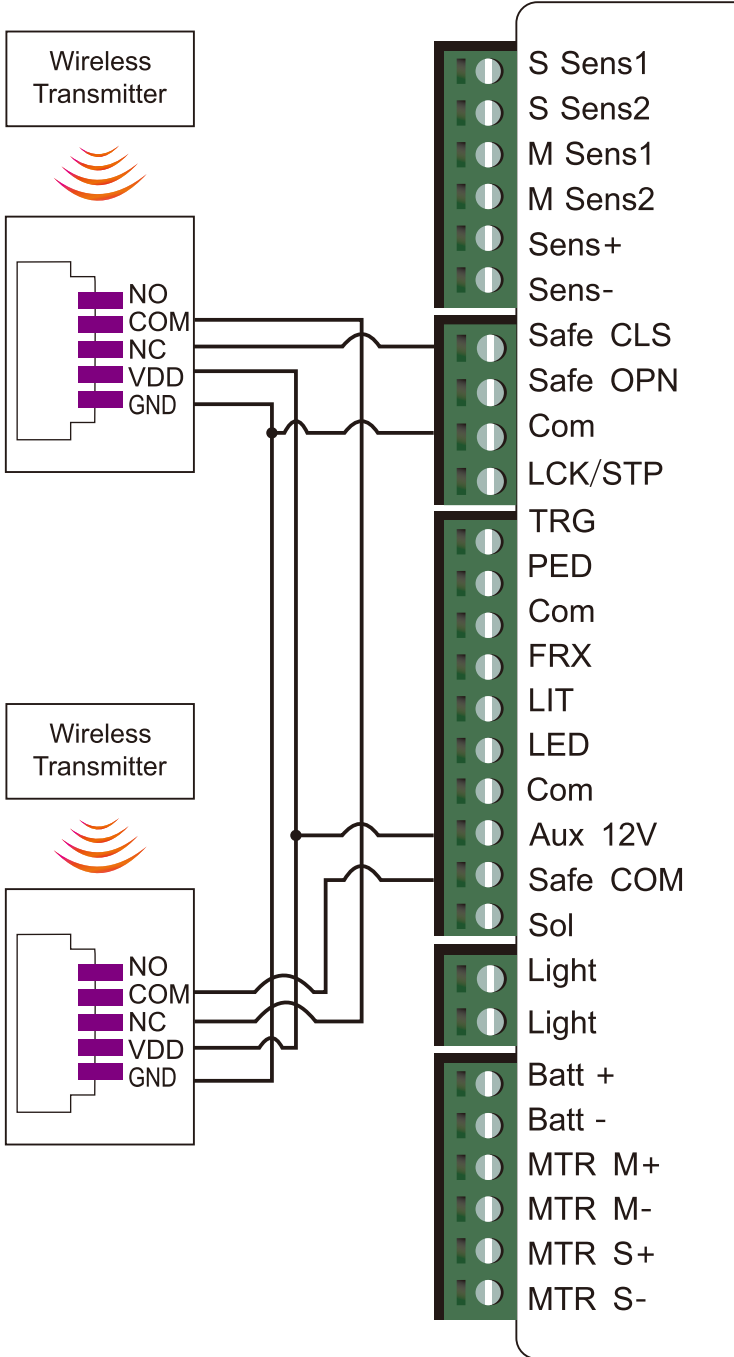 Wireless
Transmitter
NO
COM
NC
VDD
GND
Wireless
Transmitter
NO
COM
NC
VDD
GND
S Sens1
S Sens2
M Sens1
M Sens2
Sens+
Sens-
Safe CLS
Safe OPN
Com
LCK/STP
TRG
PED
Com
FRX
LIT
LED
Com
Aux 12V
Safe COM
Sol
Light
Light
Batt +
Batt -
MTR M+
MTR M-
MTR S+
MTR S-